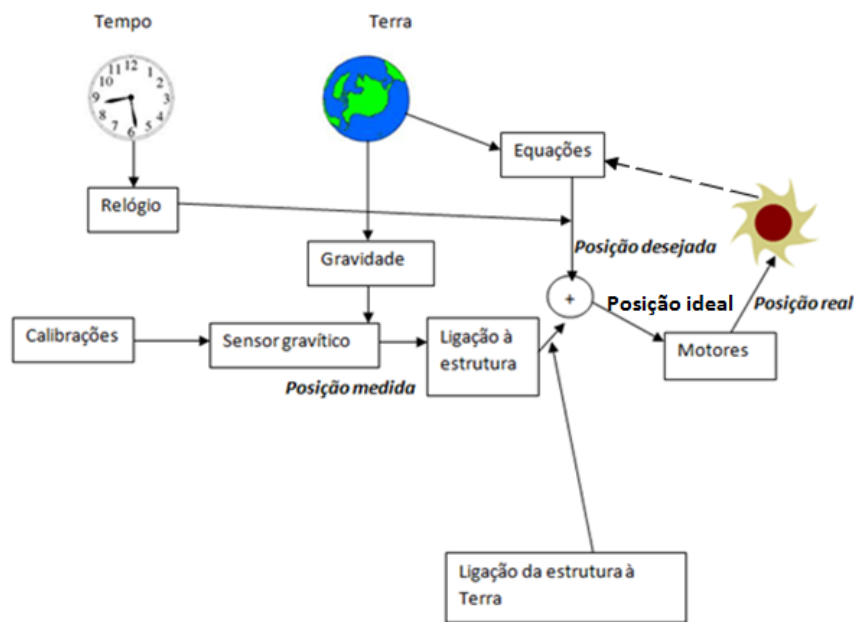 Tempo
Terra
12
11
1
10
2
9
3
8
4
7
5
6
Equações
Relógio
Posição desejada
Gravidade
+
Posição ideal
Posição real
Calibrações
Sensor gravítico
Ligação à
estrutura
Motores
Posição medida
Ligação da estrutura à
Terra